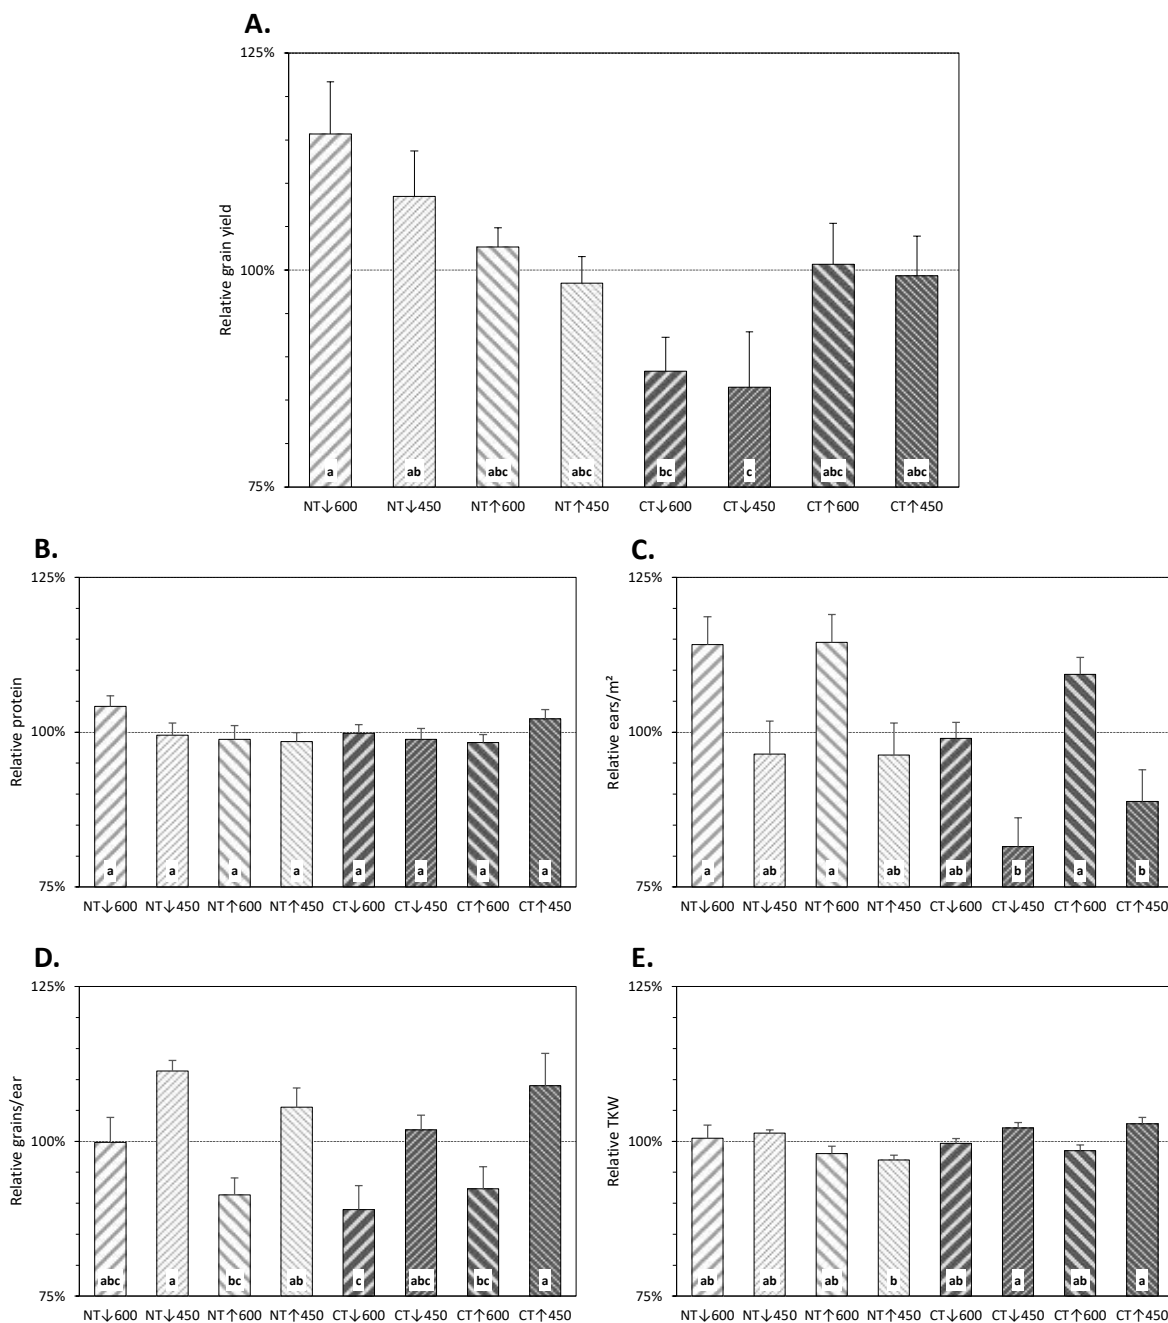 A.
125%
100%
75%
Relative grain yield
a ab abc abc bc c abc abc
NT↓600 NT↓450 NT↑600 NT↑450 CT↓600 CT↓450 CT↑600 CT↑450
B.
125%
100%
75%
Relative protein
a a a a a a a a
NT↓600 NT↓450 NT↑600 NT↑450 CT↓600 CT↓450 CT↑600 CT↑450
C.
125%
100%
75%
Relative ears/m²
a ab a ab ab b a b
NT↓600 NT↓450 NT↑600 NT↑450 CT↓600 CT↓450 CT↑600 CT↑450
D.
125%
100%
75%
Relative grains/ear
abc a bc ab c abc bc a
NT↓600 NT↓450 NT↑600 NT↑450 CT↓600 CT↓450 CT↑600 CT↑450
E.
125%
100%
75%
Relative TKW
ab ab ab b ab a ab a
NT↓600 NT↓450 NT↑600 NT↑450 CT↓600 CT↓450 CT↑600 CT↑450